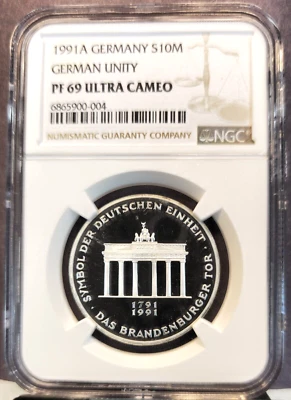 1991A GERMANY S10M
GERMAN UNITY
PF 69 ULTRA CAMEO
6865900-004
NUMISMATIC GUARANTY COMPANY
NGC
SYMBOL DER DEUTSCHEN EINHEIT ·
DAS BRANDENBURGER TOR ·
1791
1991